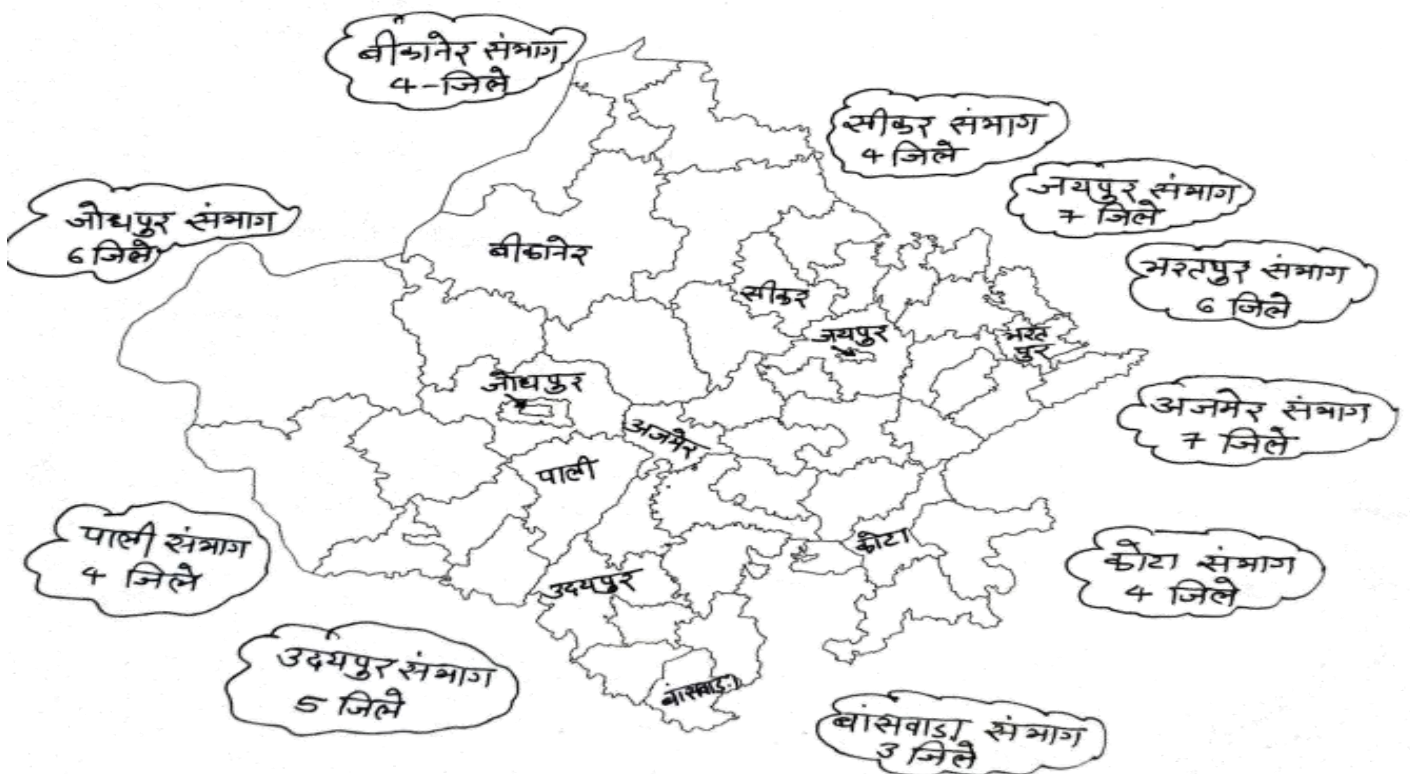 बीकानेर संभाग
4-जिले
सीकर संभाग
4 जिले
जयपुर संभाग
7 जिले
जोधपुर संभाग
6 जिले
भरतपुर संभाग
6 जिले
बीकानेर
सीकर
जयपुर
भरत
पुर
जोधपुर
अजमेर
पाली
अजमेर संभाग
7 जिले
पाली संभाग
4 जिले
कोटा
कोटा संभाग
4 जिले
उदयपुर
उदयपुर संभाग
5 जिले
बांसवाड़ा
बांसवाडा संभाग
3 जिले